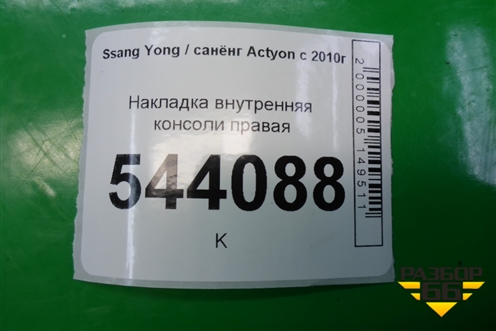 Ssang Yong / санёнг Actyon с 2010г
Накладка внутренняя
консоли правая
544088
К
2000005149511
РАЗБОР
66